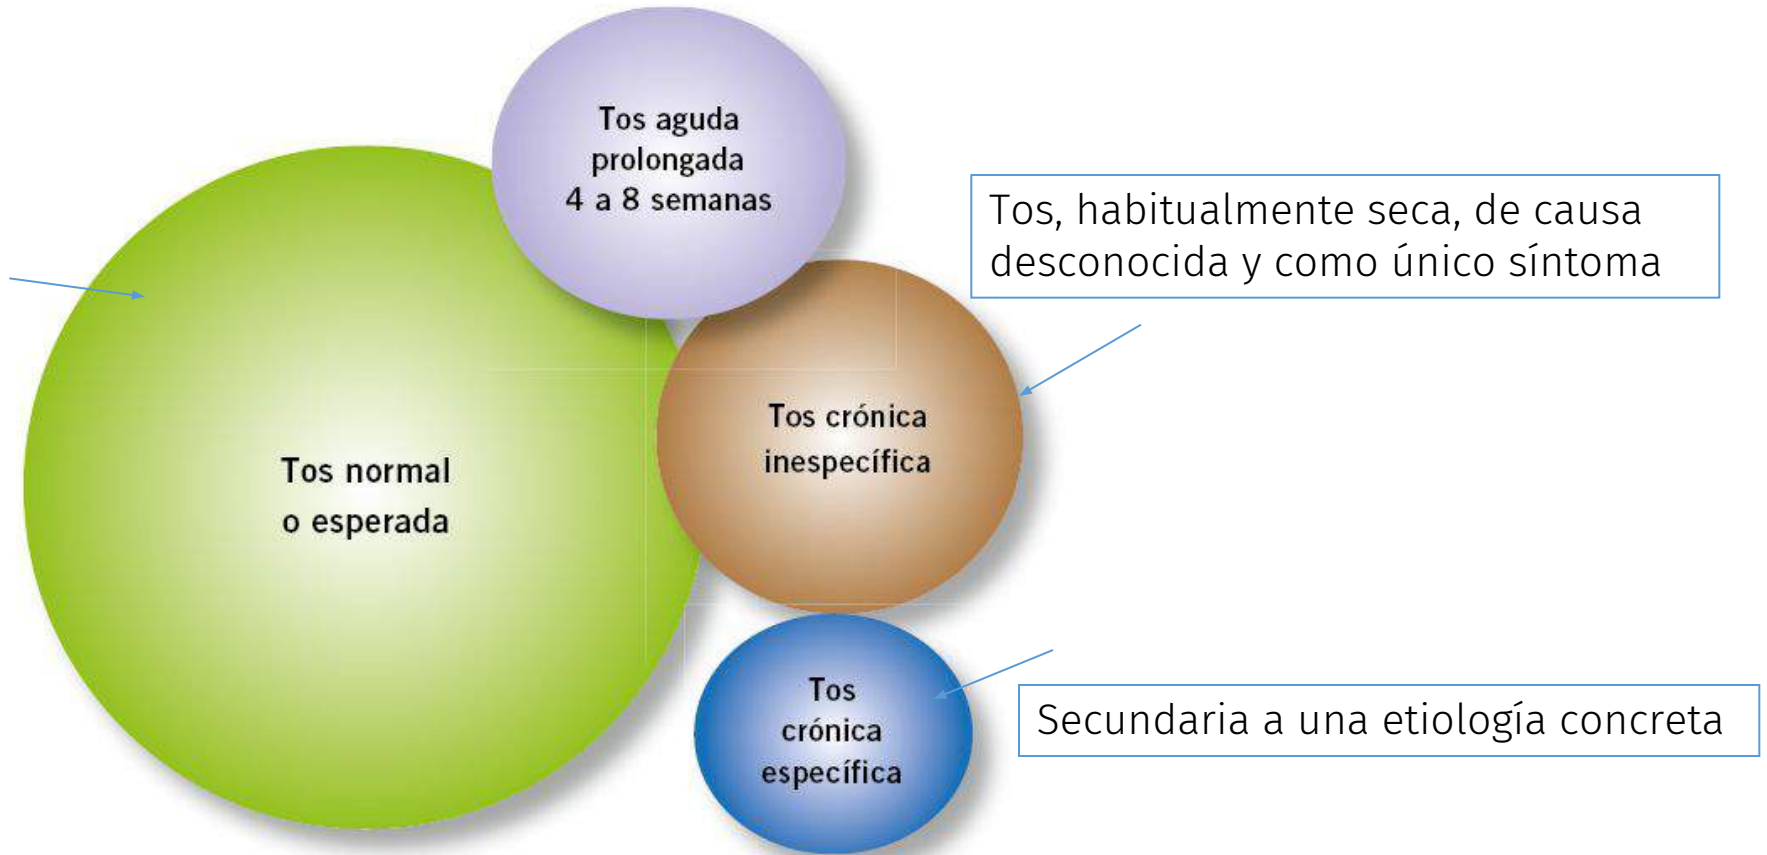 Tos aguda
prolongada
4 a 8 semanas
Tos, habitualmente seca, de causa
desconocida y como único síntoma
Tos crónica
inespecífica
Tos normal
o esperada
Tos
crónica
específica
Secundaria a una etiología concreta